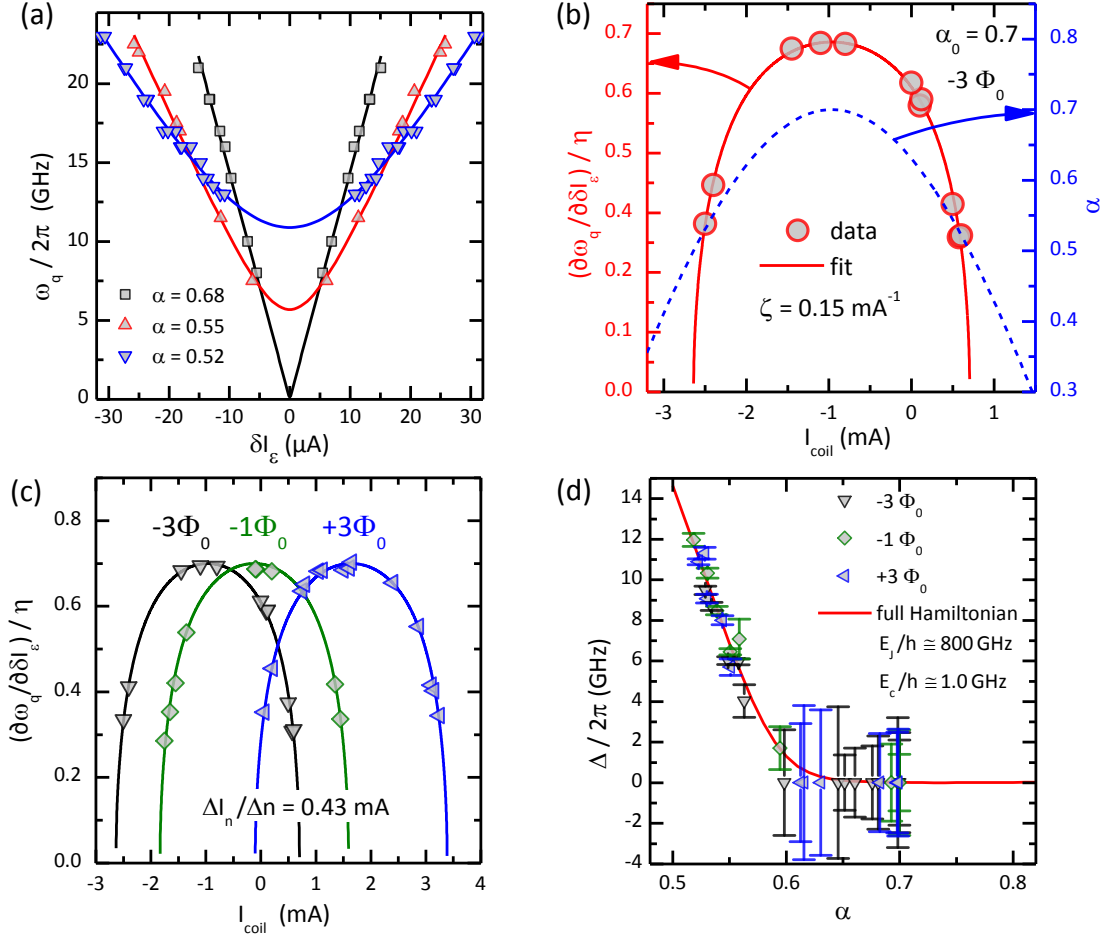 (a)
ω_q / 2π (GHz)
20
15
10
5
0
α = 0.68
α = 0.55
α = 0.52
-30 -20 -10 0 10 20 30
δI_ε (μA)
(b)
(∂ω_q/∂δI_ε) / η
0.7
0.6
0.5
0.4
0.2
0.1
0.0
α_0 = 0.7
-3 Φ_0
data
fit
ζ = 0.15 mA^-1
0.8
0.7
0.6
0.5
0.4
0.3
α
-3 -2 -1 0 1
I_coil (mA)
(c)
(∂ω_q/∂δI_ε) / η
0.8
0.6
0.4
0.2
0.0
-3Φ_0 -1Φ_0 +3Φ_0
ΔI_n/Δn = 0.43 mA
-3 -2 -1 0 1 2 3 4
I_coil (mA)
(d)
Δ / 2π (GHz)
14
12
10
8
6
4
2
0
-2
-4
-3 Φ_0
-1 Φ_0
+3 Φ_0
full Hamiltonian
E_J/h ≅ 800 GHz
E_c/h ≅ 1.0 GHz
0.5 0.6 0.7 0.8
α